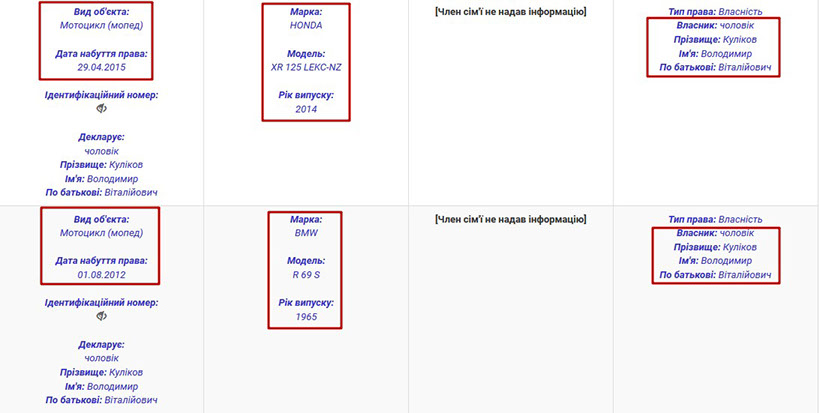 Вид об'єкта:
Мотоцикл (мопед)
Дата набуття права:
29.04.2015
Ідентифікаційний номер:
Декларує:
чоловік
Прізвище: Куліков
Ім'я: Володимир
По батькові: Віталійович
Марка:
HONDA
Модель:
XR 125 LEKC-NZ
Рік випуску:
2014
[Член сім'ї не надав інформацію]
Тип права: Власність
Власник: чоловік
Прізвище: Куліков
Ім'я: Володимир
По батькові: Віталійович
Вид об'єкта:
Мотоцикл (мопед)
Дата набуття права:
01.08.2012
Ідентифікаційний номер:
Декларує:
чоловік
Прізвище: Куліков
Ім'я: Володимир
По батькові: Віталійович
Марка:
BMW
Модель:
R 69 S
Рік випуску:
1965
[Член сім'ї не надав інформацію]
Тип права: Власність
Власник: чоловік
Прізвище: Куліков
Ім'я: Володимир
По батькові: Віталійович